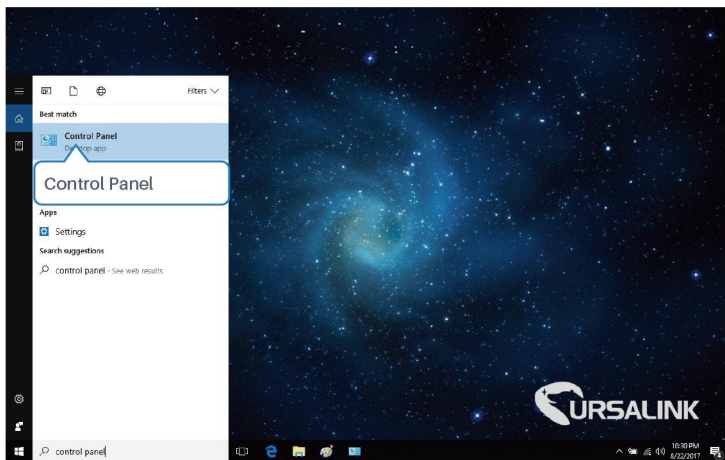 Filters
Best match
Control Panel
Desktop app
Control Panel
Apps
Settings
Search suggestions
control panel - See web results
URSALINK
control panel
10:30 PM
8/22/2017